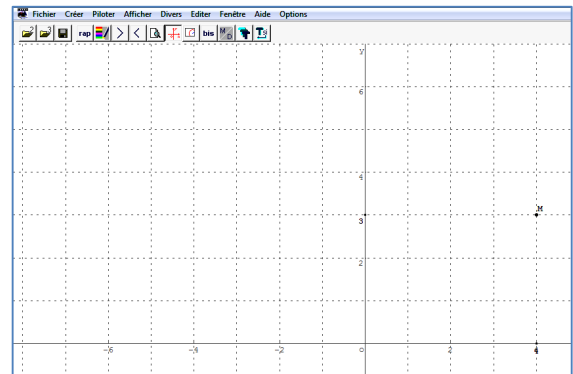 Fichier Créer Piloter Afficher Divers Editer Fenêtre Aide Options
rap bis
y
6
4
M
3
2
-6 -4 -2 0 2 4